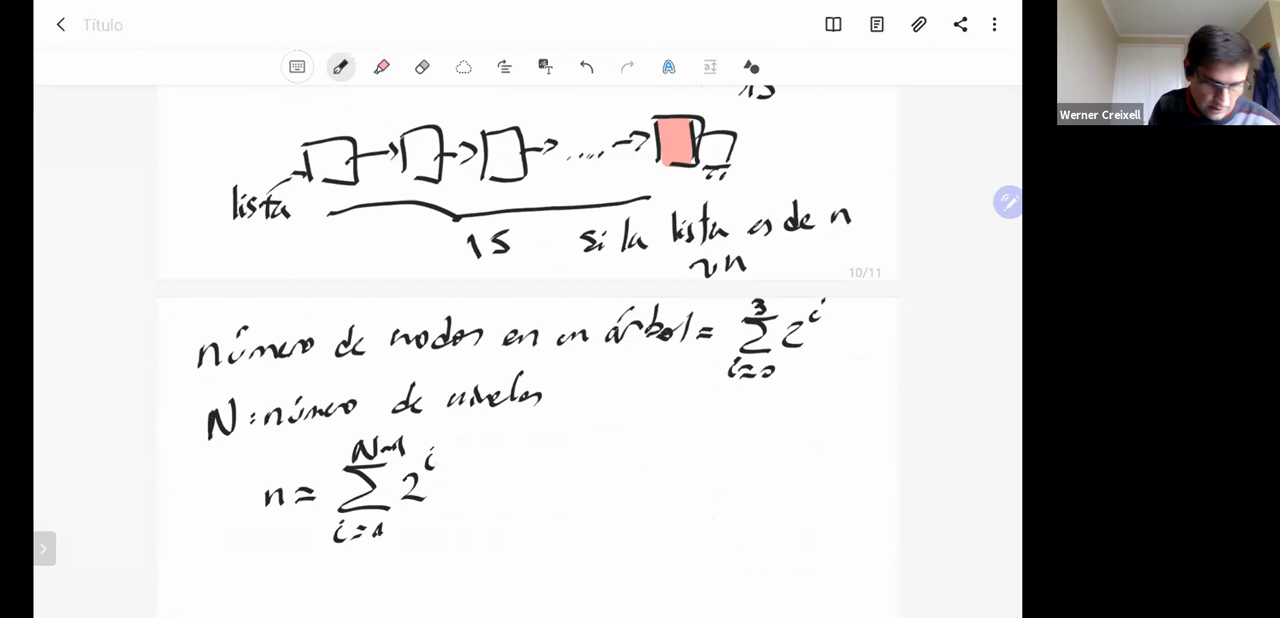 Título
Werner Creixell
15
lista
15 si la lista es de n
~n
10/11
número de nodos en un árbol = 3∑i=0 2^i
N = número de niveles
n = N-1∑i=1 2^i